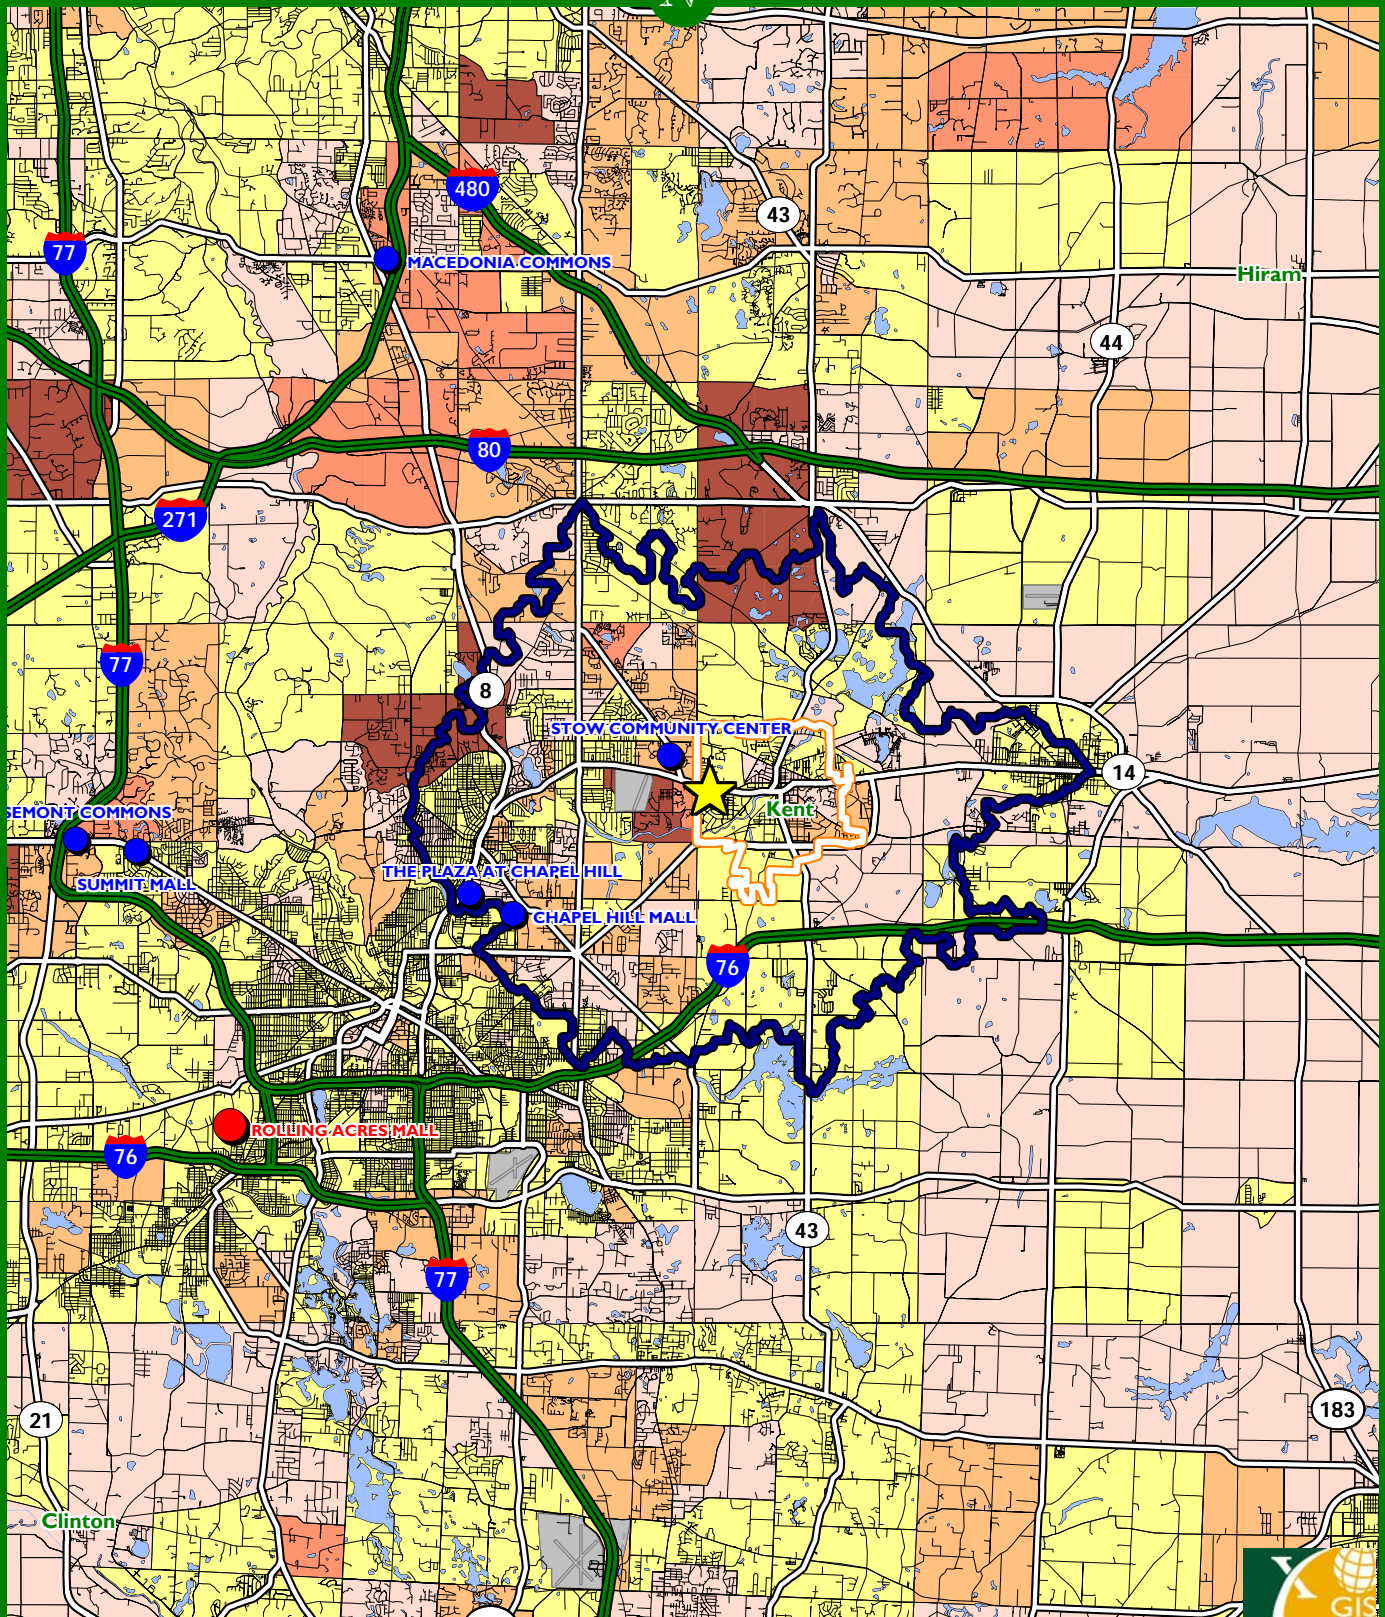 480
43
77
MACEDONIA COMMONS
Hiram
44
80
271
77
8
STOW COMMUNITY CENTER
14
SEMONT COMMONS
Kent
THE PLAZA AT CHAPEL HILL
SUMMIT MALL
CHAPEL HILL MALL
76
ROLLING ACRES MALL
76
43
77
21
183
Clinton
X
GIS